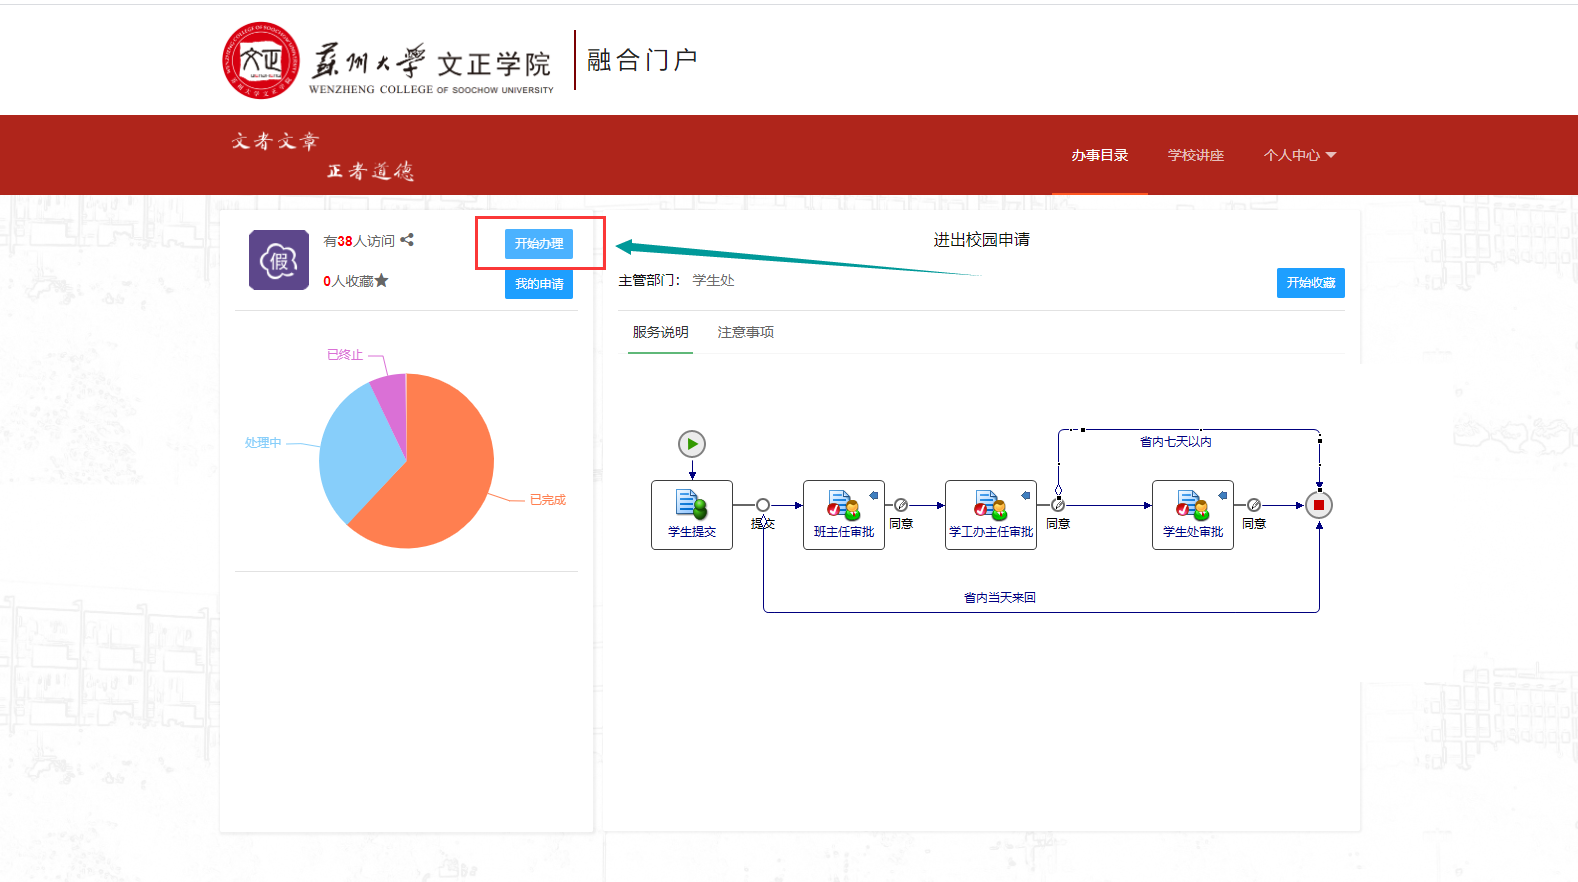 文正
蘇州大学 文正学院
WENZHENG COLLEGE OF SOOCHOW UNIVERSITY
融合门户
文者文章
正者道德
办事目录
学校讲座
个人中心
假
有38人访问
开始办理
0人收藏
我的申请
进出校园申请
主管部门： 学生处
开始收藏
服务说明
注意事项
已终止
处理中
已完成
省内七天以内
学生提交
提交
班主任审批
同意
学工办主任审批
同意
学生处审批
同意
省内当天来回